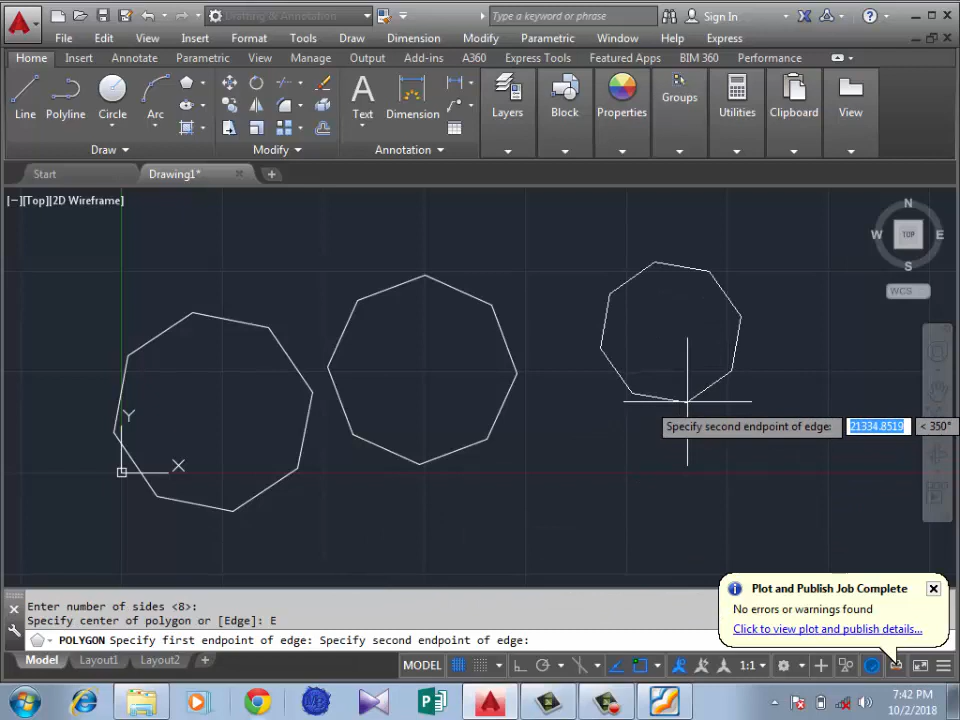 Drawing & Annotation
Type a keyword or phrase
Sign In
File Edit View Insert Format Tools Draw Dimension Modify Parametric Window Help Express
Home Insert Annotate Parametric View Manage Output Add-ins A360 Express Tools Featured Apps BIM 360 Performance
Line Polyline Circle Arc Text Dimension Layers Block Properties Groups Utilities Clipboard View
Draw Modify Annotation
Start Drawing1*
[−][Top][2D Wireframe]
N
W TOP E
S
WCS
Y
X
Specify second endpoint of edge: 21334.8519 < 350°
Enter number of sides <8>:
Specify center of polygon or [Edge]: E
POLYGON Specify first endpoint of edge: Specify second endpoint of edge:
Plot and Publish Job Complete
No errors or warnings found
Click to view plot and publish details...
Model Layout1 Layout2 +
MODEL 1:1
7:42 PM
10/2/2018